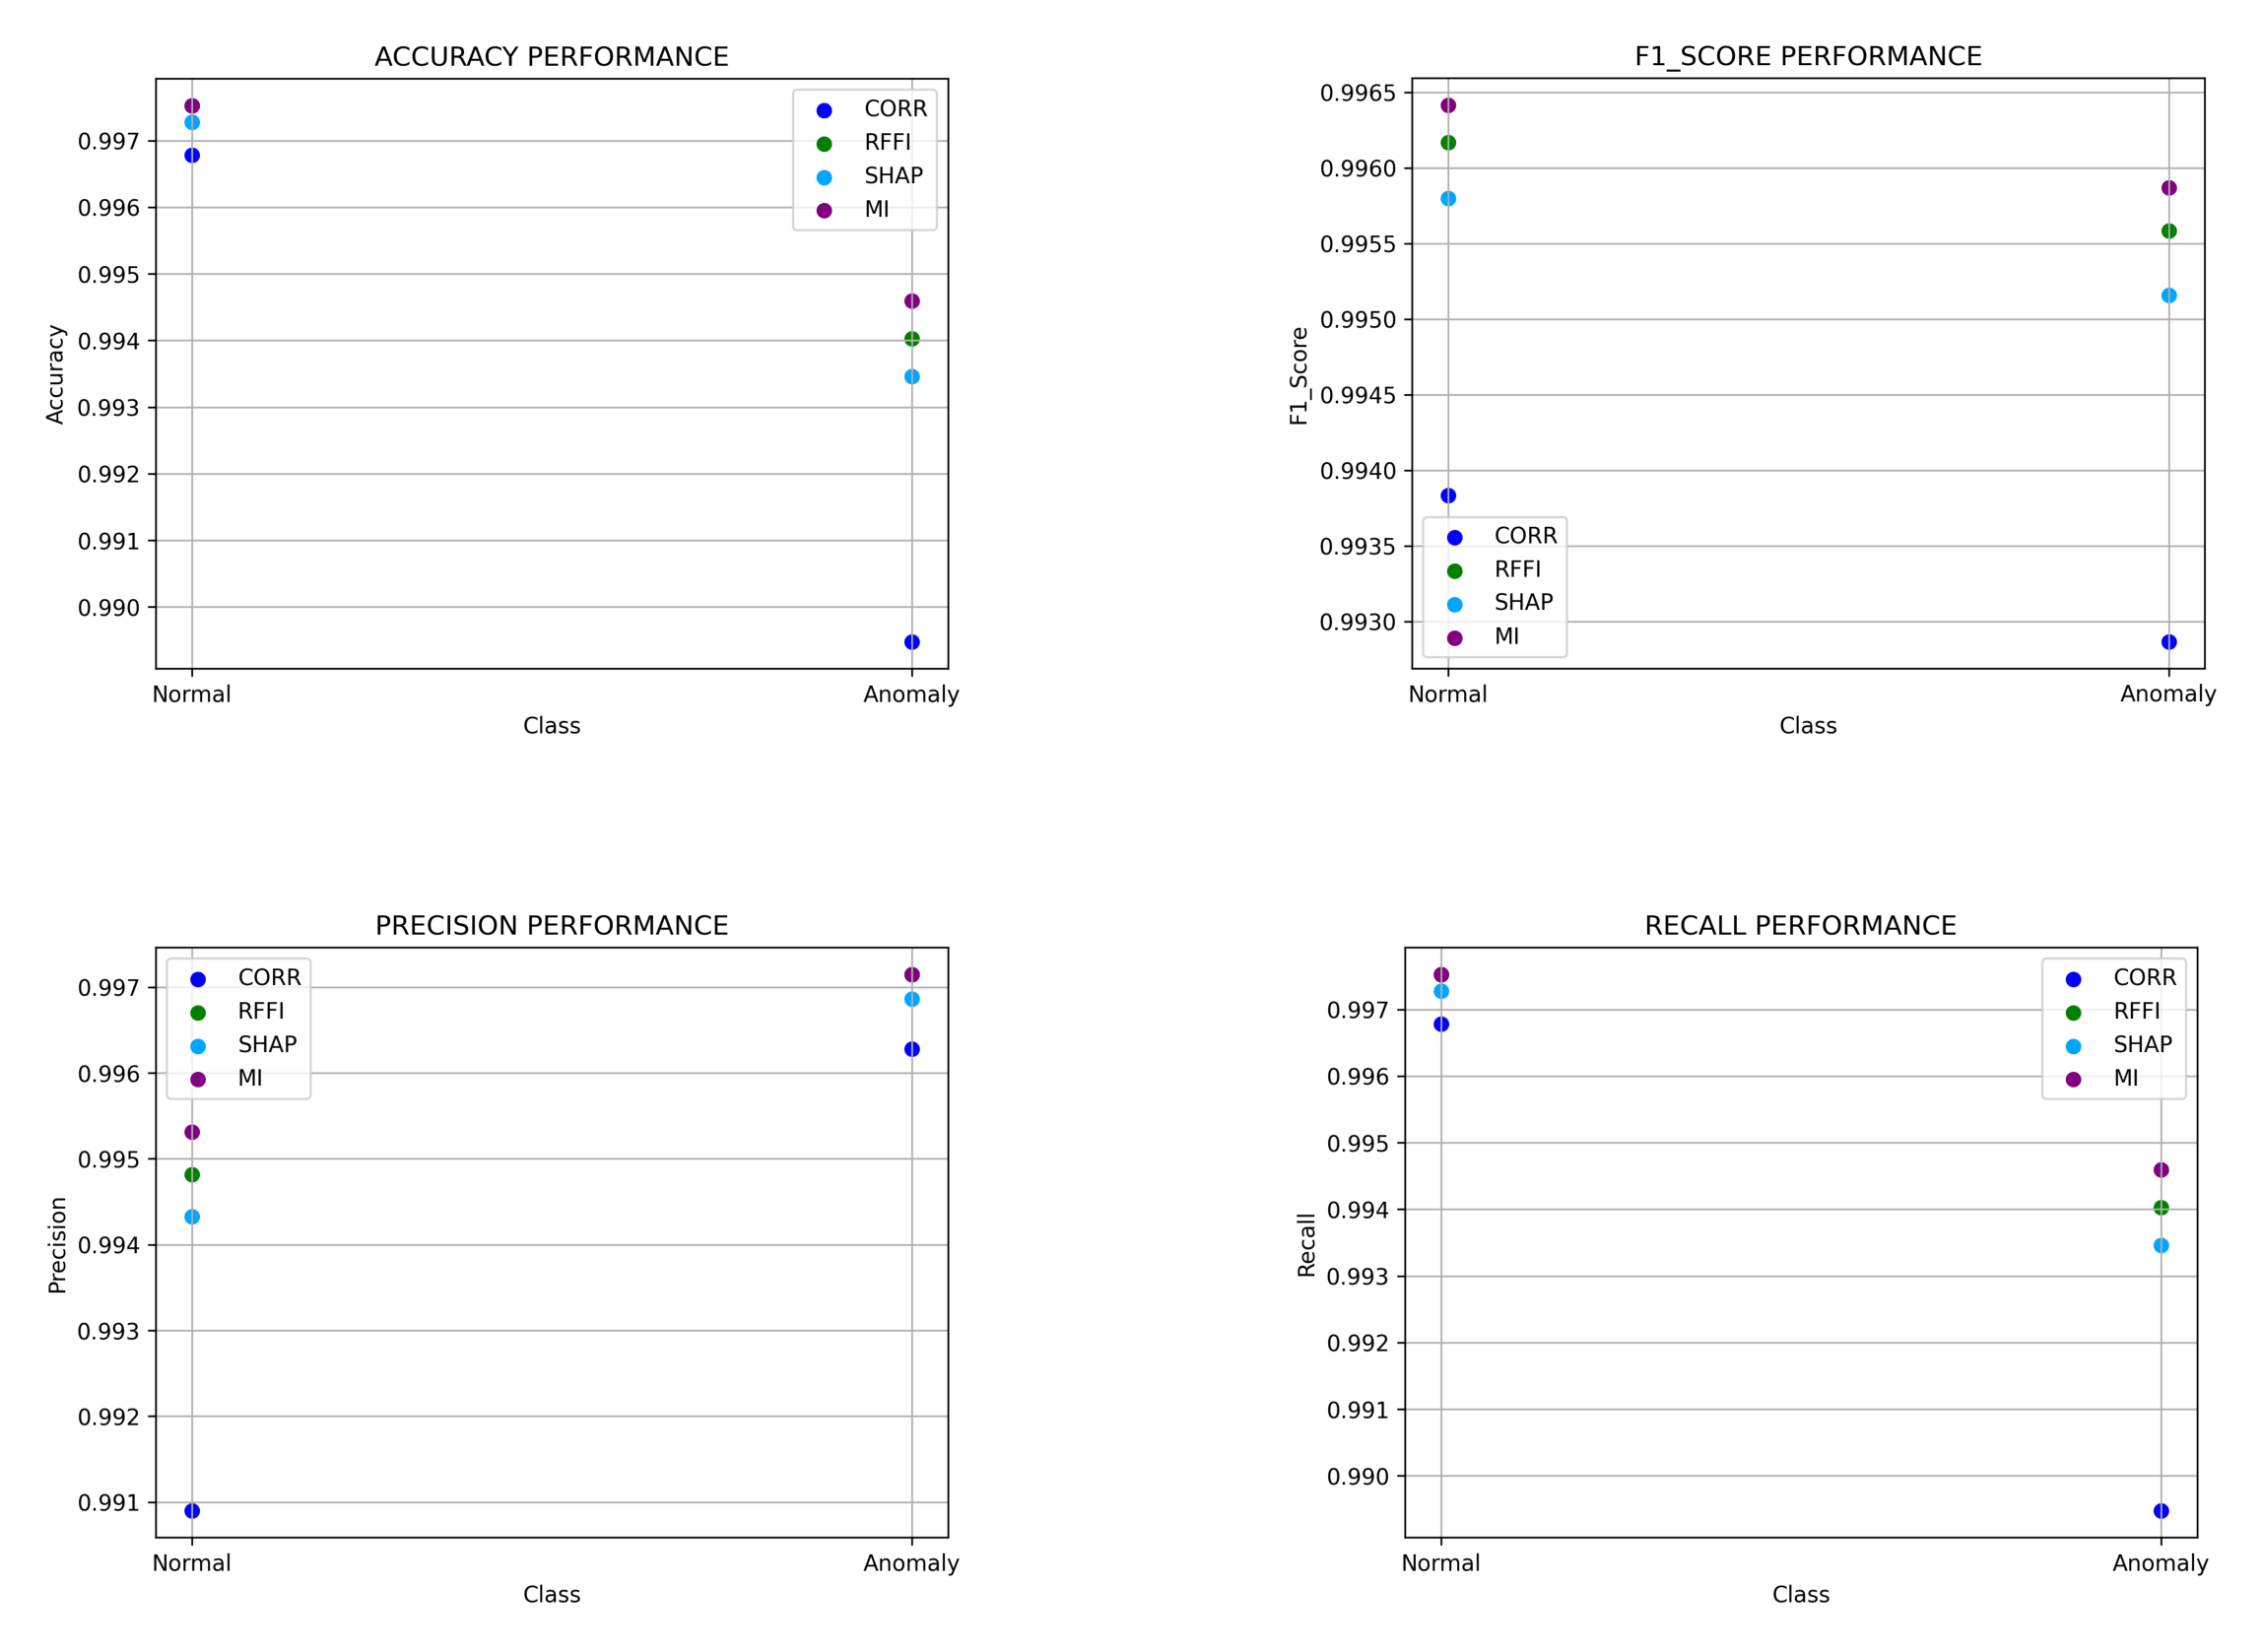 ACCURACY PERFORMANCE
CORR
RFFI
SHAP
MI
0.997
0.996
0.995
0.994
0.993
0.992
0.991
0.990
Accuracy
Normal
Anomaly
Class
F1_SCORE PERFORMANCE
0.9965
0.9960
0.9955
0.9950
0.9945
0.9940
0.9935
0.9930
F1_Score
CORR
RFFI
SHAP
MI
Normal
Anomaly
Class
PRECISION PERFORMANCE
CORR
RFFI
SHAP
MI
0.997
0.996
0.995
0.994
0.993
0.992
0.991
Precision
Normal
Anomaly
Class
RECALL PERFORMANCE
CORR
RFFI
SHAP
MI
0.997
0.996
0.995
0.994
0.993
0.992
0.991
0.990
Recall
Normal
Anomaly
Class